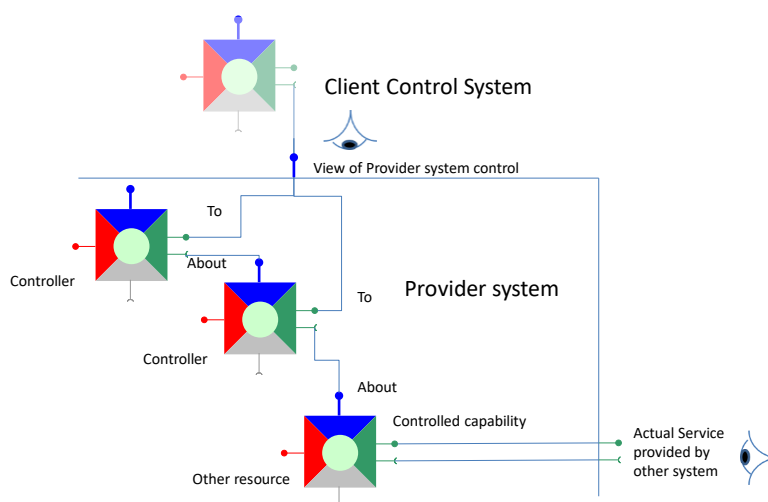 Client Control System
View of Provider system control
To
About
Controller
To
Provider system
Controller
About
Controlled capability
Actual Service
provided by
other system
Other resource